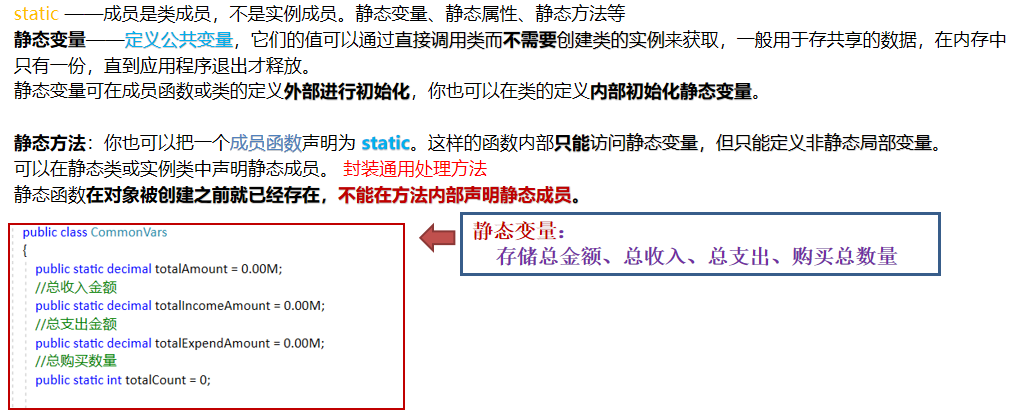 static ——成员是类成员，不是实例成员。静态变量、静态属性、静态方法等
静态变量——定义公共变量，它们的值可以通过直接调用类而不需要创建类的实例来获取，一般用于存共享的数据，在内存中
只有一份，直到应用程序退出才释放。
静态变量可在成员函数或类的定义外部进行初始化，你也可以在类的定义内部初始化静态变量。
静态方法：你也可以把一个成员函数声明为 static。这样的函数内部只能访问静态变量，但只能定义非静态局部变量。
可以在静态类或实例类中声明静态成员。 封装通用处理方法
静态函数在对象被创建之前就已经存在，不能在方法内部声明静态成员。
public class CommonVars
{
public static decimal totalAmount = 0.00M;
//总收入金额
public static decimal totalIncomeAmount = 0.00M;
//总支出金额
public static decimal totalExpendAmount = 0.00M;
//总购买数量
public static int totalCount = 0;
静态变量：
存储总金额、总收入、总支出、购买总数量